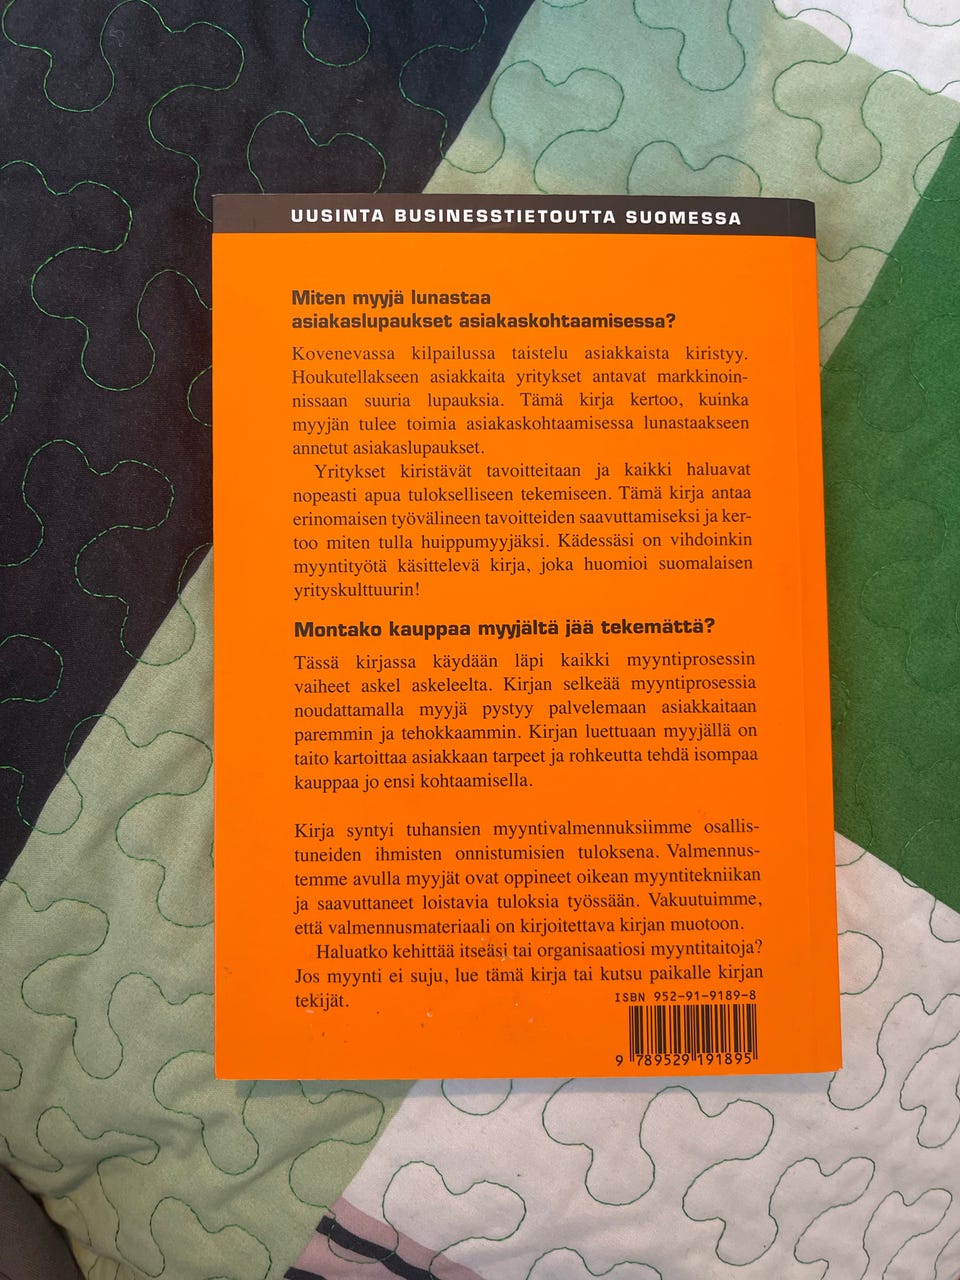 UUSINTA BUSINESSTIETOUTTA SUOMESSA
Miten myyjä lunastaa
asiakaslupaukset asiakaskohtaamisessa?
Kovenevassa kilpailussa taistelu asiakkaista kiristyy.
Houkutellakseen asiakkaita yritykset antavat markkinoin-
nissaan suuria lupauksia. Tämä kirja kertoo, kuinka
myyjän tulee toimia asiakaskohtaamisessa lunastaakseen
annetut asiakaslupaukset.
Yritykset kiristävät tavoitteitaan ja kaikki haluavat
nopeasti apua tulokselliseen tekemiseen. Tämä kirja antaa
erinomaisen työvälineen tavoitteiden saavuttamiseksi ja ker-
too miten tulla huippumyyjäksi. Kädessäsi on vihdoinkin
myyntityötä käsittelevä kirja, joka huomioi suomalaisen
yrityskulttuurin!
Montako kauppaa myyjältä jää tekemättä?
Tässä kirjassa käydään läpi kaikki myyntiprosessin
vaiheet askel askeleelta. Kirjan selkeää myyntiprosessia
noudattamalla myyjä pystyy palvelemaan asiakkaitaan
paremmin ja tehokkaammin. Kirjan luettuaan myyjällä on
taito kartoittaa asiakkaan tarpeet ja rohkeutta tehdä isompaa
kauppaa jo ensi kohtaamisella.
Kirja syntyi tuhansien myyntivalmennuksiimme osallis-
tuneiden ihmisten onnistumisien tuloksena. Valmennus-
temme avulla myyjät ovat oppineet oikean myyntitekniikan
ja saavuttaneet loistavia tuloksia työssään. Vakuutuimme,
että valmennusmateriaali on kirjoitettava kirjan muotoon.
Haluatko kehittää itseäsi tai organisaatiosi myyntitaitoja?
Jos myynti ei suju, lue tämä kirja tai kutsu paikalle kirjan
tekijät.
ISBN 952-91-9189-8
9 789529 191895